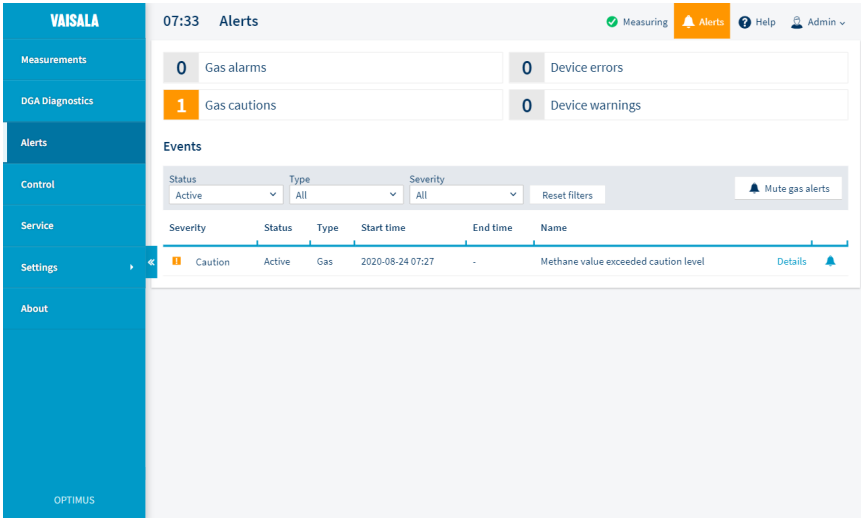 VAISALA
07:33 Alerts
Measuring
Alerts
Help
Admin
Measurements
DGA Diagnostics
Alerts
Control
Service
Settings
About
OPTIMUS
0 Gas alarms
0 Device errors
1 Gas cautions
0 Device warnings
Events
Status Type Severity
Active All All Reset filters
Mute gas alerts
Severity Status Type Start time End time Name
Caution Active Gas 2020-08-24 07:27 - Methane value exceeded caution level Details